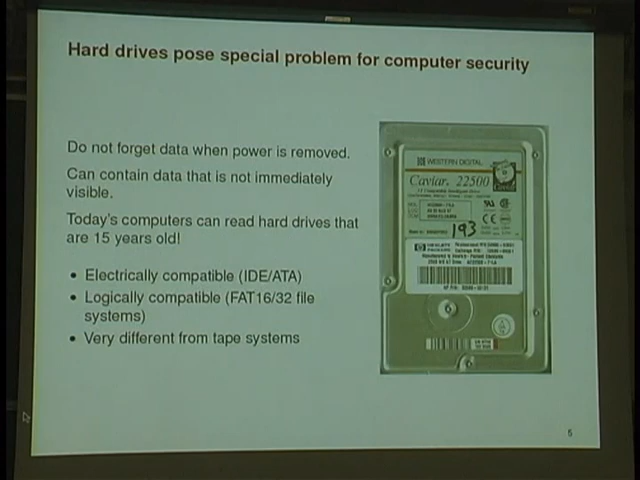 Hard drives pose special problem for computer security
Do not forget data when power is removed.
Can contain data that is not immediately
visible.
Today's computers can read hard drives that
are 15 years old!
• Electrically compatible (IDE/ATA)
• Logically compatible (FAT16/32 file
systems)
• Very different from tape systems
WESTERN DIGITAL
Caviar 22500
193
5